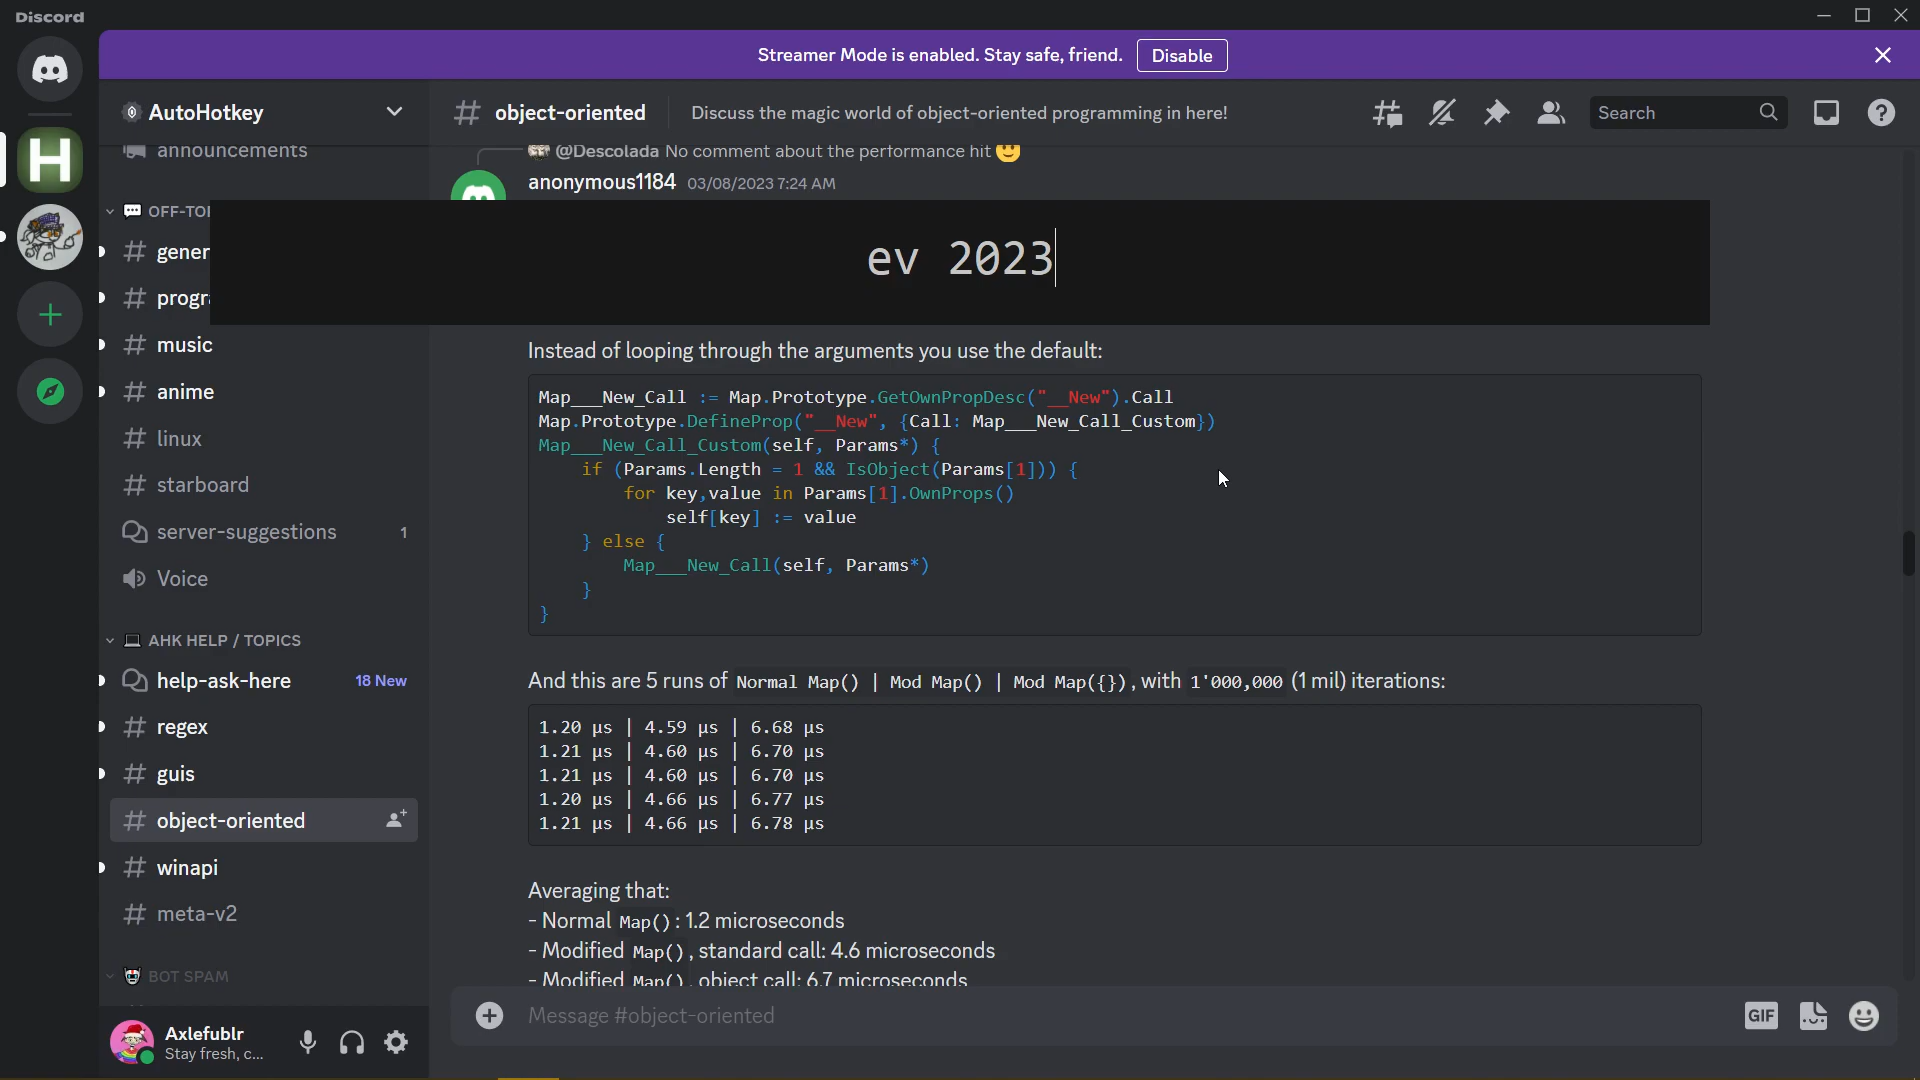 Discord
Streamer Mode is enabled. Stay safe, friend. Disable
AutoHotkey
object-oriented
Discuss the magic world of object-oriented programming in here!
Search
announcements
OFF-TOP
gener
progra
music
anime
linux
starboard
server-suggestions 1
Voice
AHK HELP / TOPICS
help-ask-here 18 New
regex
guis
object-oriented
winapi
meta-v2
BOT SPAM
Axlefublr
Stay fresh, c...
@Descolada No comment about the performance hit
anonymous1184 03/08/2023 7:24 AM
ev 2023
Instead of looping through the arguments you use the default:
Map___New_Call := Map.Prototype.GetOwnPropDesc("__New").Call
Map.Prototype.DefineProp("__New", {Call: Map___New_Call_Custom})
Map___New_Call_Custom(self, Params*) {
    if (Params.Length = 1 && IsObject(Params[1])) {
        for key,value in Params[1].OwnProps()
            self[key] := value
    } else {
        Map___New_Call(self, Params*)
    }
}
And this are 5 runs of Normal Map() | Mod Map() | Mod Map({}), with 1'000,000 (1 mil) iterations:
1.20 µs | 4.59 µs | 6.68 µs
1.21 µs | 4.60 µs | 6.70 µs
1.21 µs | 4.60 µs | 6.70 µs
1.20 µs | 4.66 µs | 6.77 µs
1.21 µs | 4.66 µs | 6.78 µs
Averaging that:
- Normal Map(): 1.2 microseconds
- Modified Map(), standard call: 4.6 microseconds
- Modified Map(), object call: 6.7 microseconds
Message #object-oriented
GIF